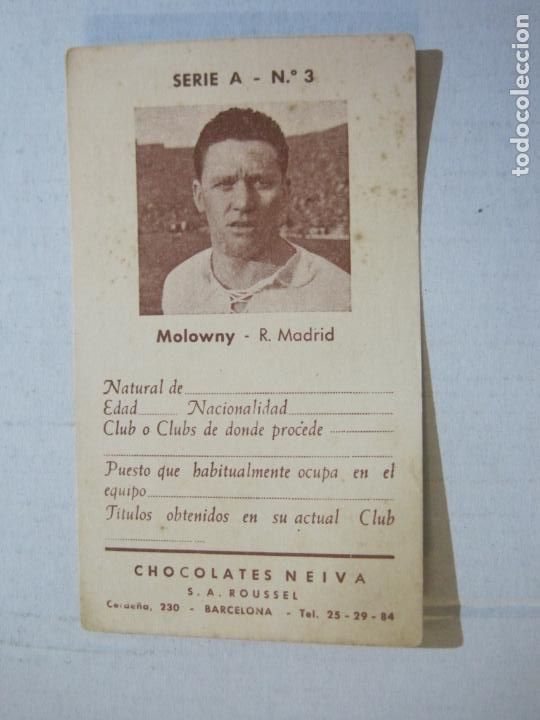 SERIE A - N.º 3
Molowny - R. Madrid
Natural de
Edad Nacionalidad
Club o Clubs de donde procede
Puesto que habitualmente ocupa en el
equipo
Titulos obtenidos en su actual Club
CHOCOLATES NEIVA
S. A. ROUSSEL
Cerdeña, 230 - BARCELONA - Tel. 25-29-84
todocoleccion